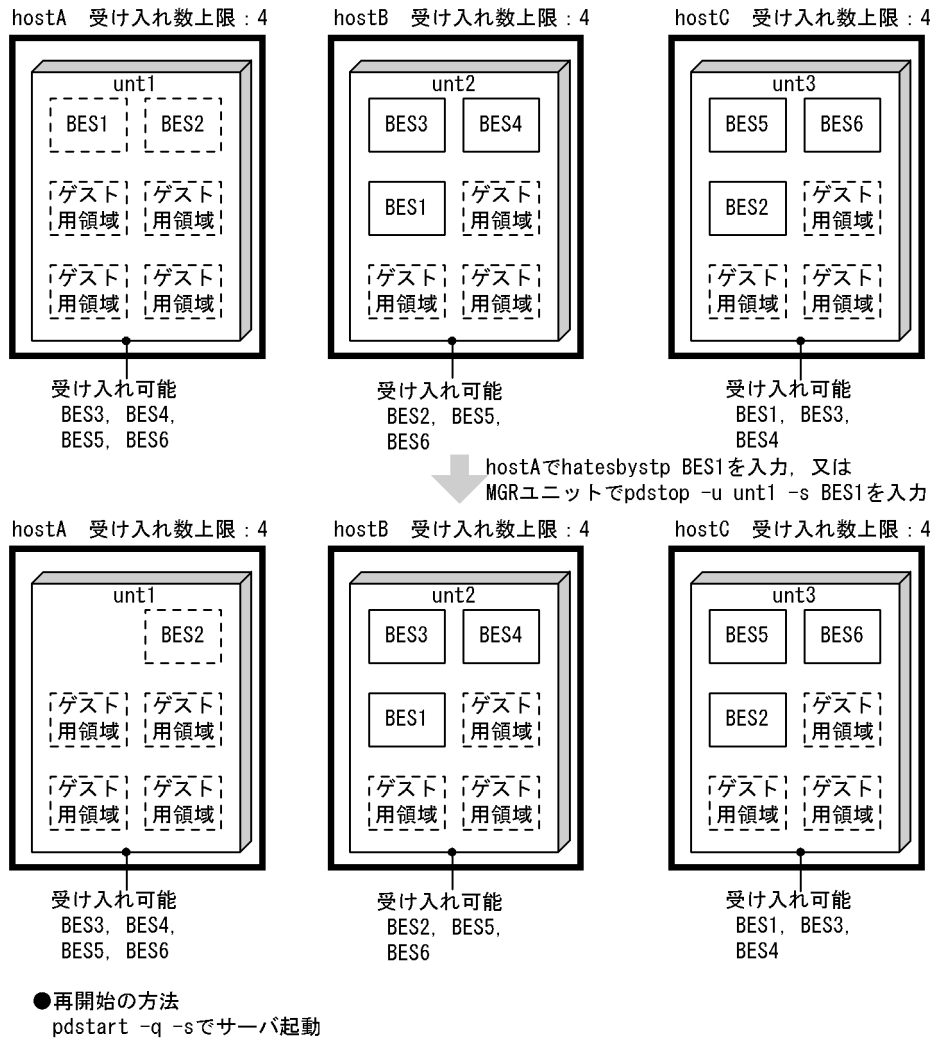 hostA 受け入れ数上限：4
hostB 受け入れ数上限：4
hostC 受け入れ数上限：4
unt1
BES1
BES2
ゲスト
用領域
ゲスト
用領域
ゲスト
用領域
ゲスト
用領域
受け入れ可能
BES3, BES4,
BES5, BES6
unt2
BES3
BES4
BES1
ゲスト
用領域
ゲスト
用領域
ゲスト
用領域
受け入れ可能
BES2, BES5,
BES6
unt3
BES5
BES6
BES2
ゲスト
用領域
ゲスト
用領域
ゲスト
用領域
受け入れ可能
BES1, BES3,
BES4
hostAでhatesbystp BES1を入力，又は
MGRユニットでpdstop -u unt1 -s BES1を入力
hostA 受け入れ数上限：4
hostB 受け入れ数上限：4
hostC 受け入れ数上限：4
unt1
BES2
ゲスト
用領域
ゲスト
用領域
ゲスト
用領域
ゲスト
用領域
受け入れ可能
BES3, BES4,
BES5, BES6
unt2
BES3
BES4
BES1
ゲスト
用領域
ゲスト
用領域
ゲスト
用領域
受け入れ可能
BES2, BES5,
BES6
unt3
BES5
BES6
BES2
ゲスト
用領域
ゲスト
用領域
ゲスト
用領域
受け入れ可能
BES1, BES3,
BES4
●再開始の方法
pdstart -q -sでサーバ起動